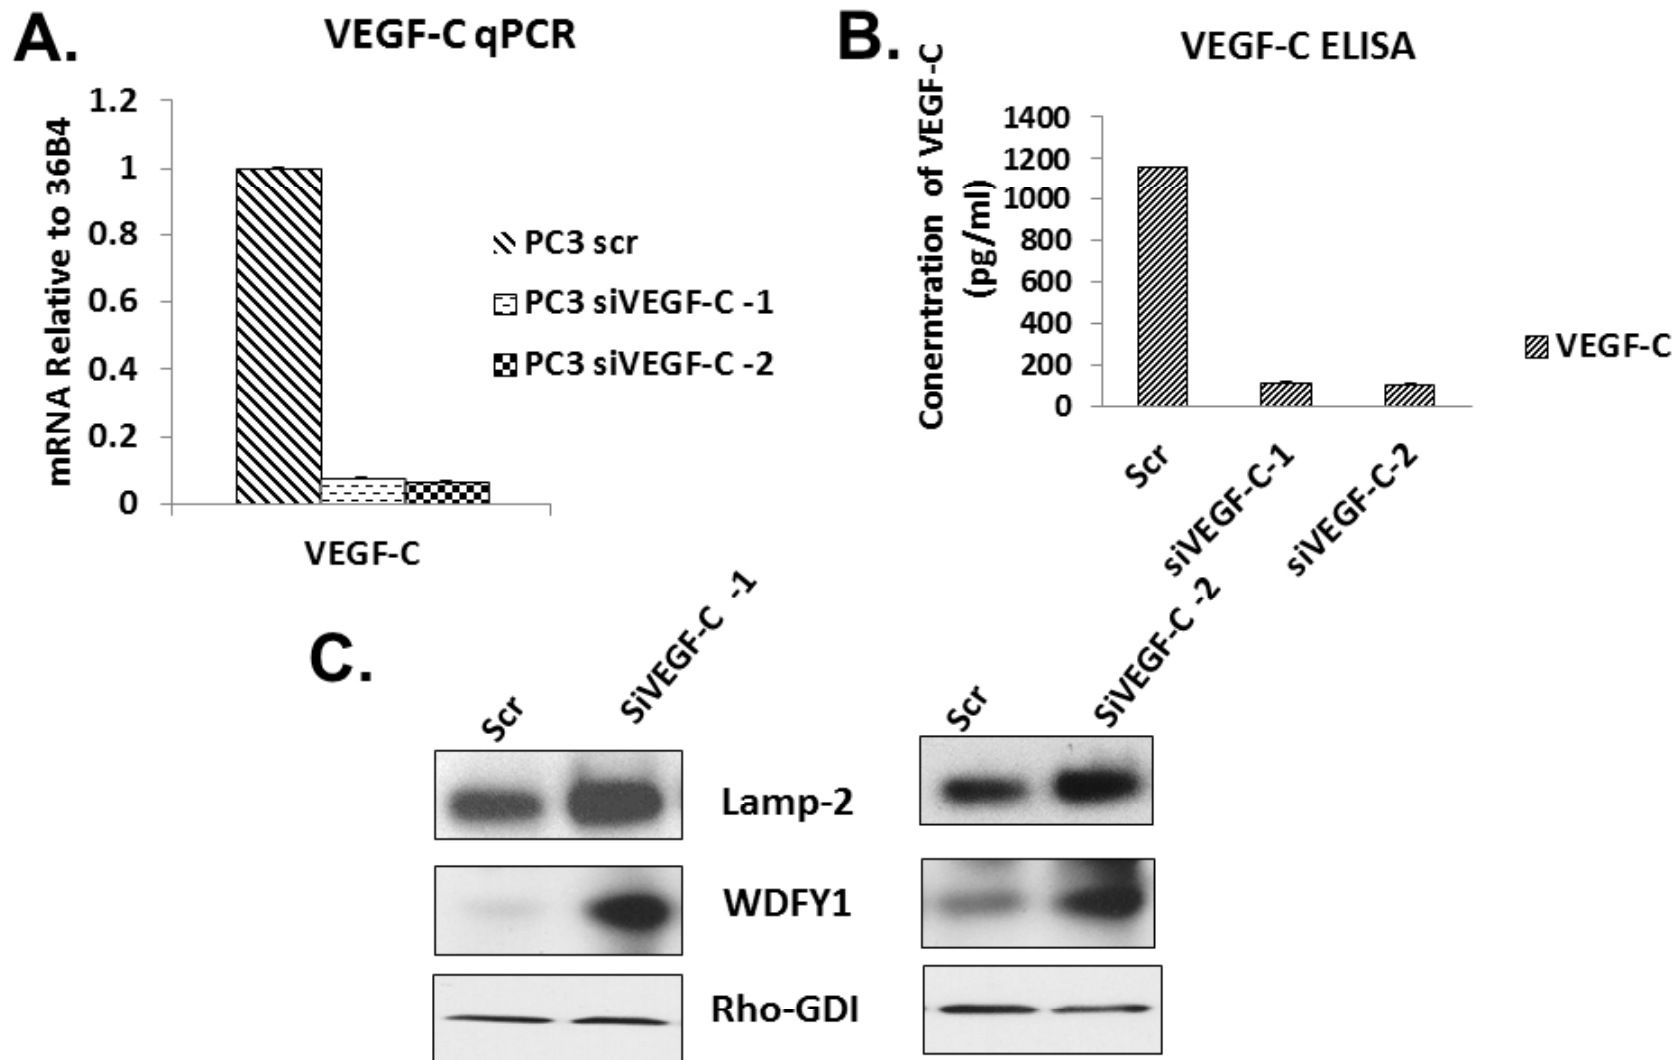 A.
VEGF-C qPCR
mRNA Relative to 36B4
1.2
1
0.8
0.6
0.4
0.2
0
VEGF-C
PC3 scr
PC3 siVEGF-C -1
PC3 siVEGF-C -2
B.
VEGF-C ELISA
Conerntration of VEGF-C
(pg/ml)
1400
1200
1000
800
600
400
200
0
Scr
siVEGF-C-1
siVEGF-C-2
VEGF-C
C.
Scr
SiVEGF-C -1
Scr
SiVEGF-C -2
Lamp-2
WDFY1
Rho-GDI